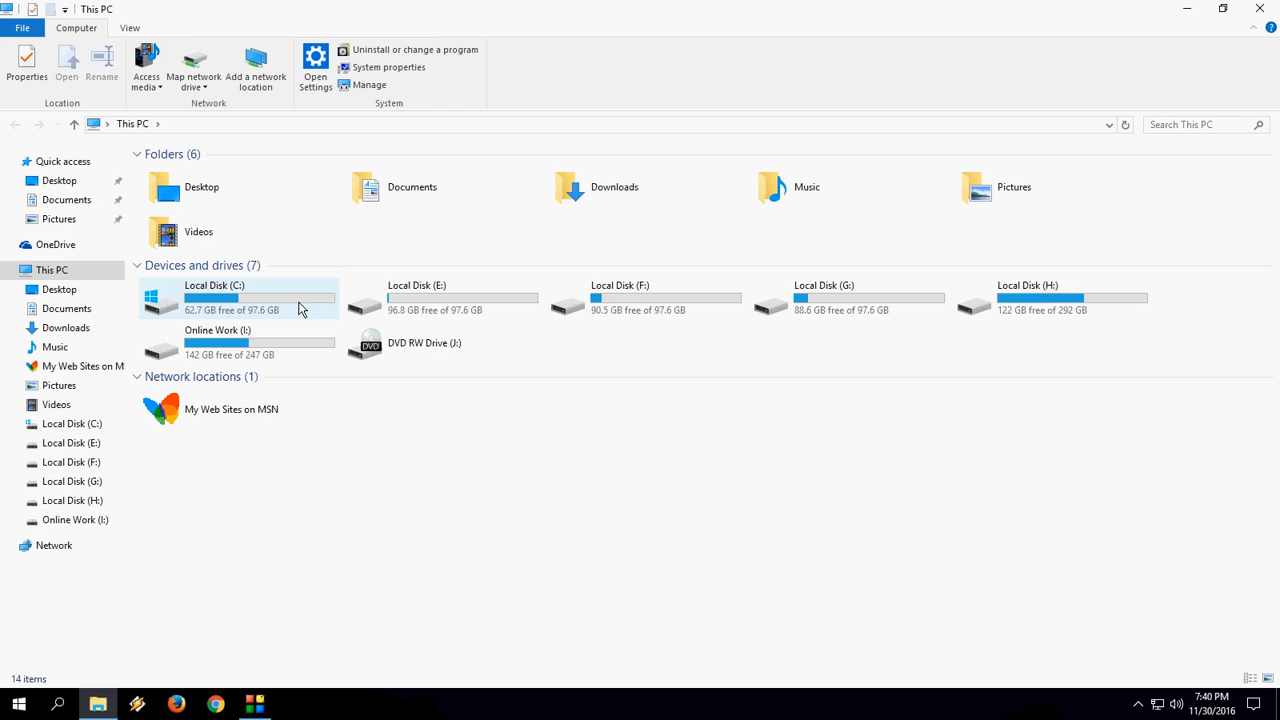 This PC
File Computer View
Properties Open Rename Access media Map network drive Add a network location Open Settings Uninstall or change a program
System properties
Manage
Location Network System
This PC Search This PC
Quick access
Desktop
Documents
Pictures
OneDrive
This PC
Desktop
Documents
Downloads
Music
My Web Sites on M
Pictures
Videos
Local Disk (C:)
Local Disk (E:)
Local Disk (F:)
Local Disk (G:)
Local Disk (H:)
Online Work (I:)
Network
Folders (6)
Desktop Documents Downloads Music Pictures
Videos
Devices and drives (7)
Local Disk (C:) Local Disk (E:) Local Disk (F:) Local Disk (G:) Local Disk (H:)
62.7 GB free of 97.6 GB 96.8 GB free of 97.6 GB 90.5 GB free of 97.6 GB 88.6 GB free of 97.6 GB 122 GB free of 292 GB
Online Work (I:)
DVD DVD RW Drive (J:)
142 GB free of 247 GB
Network locations (1)
My Web Sites on MSN
14 items
7:40 PM
11/30/2016